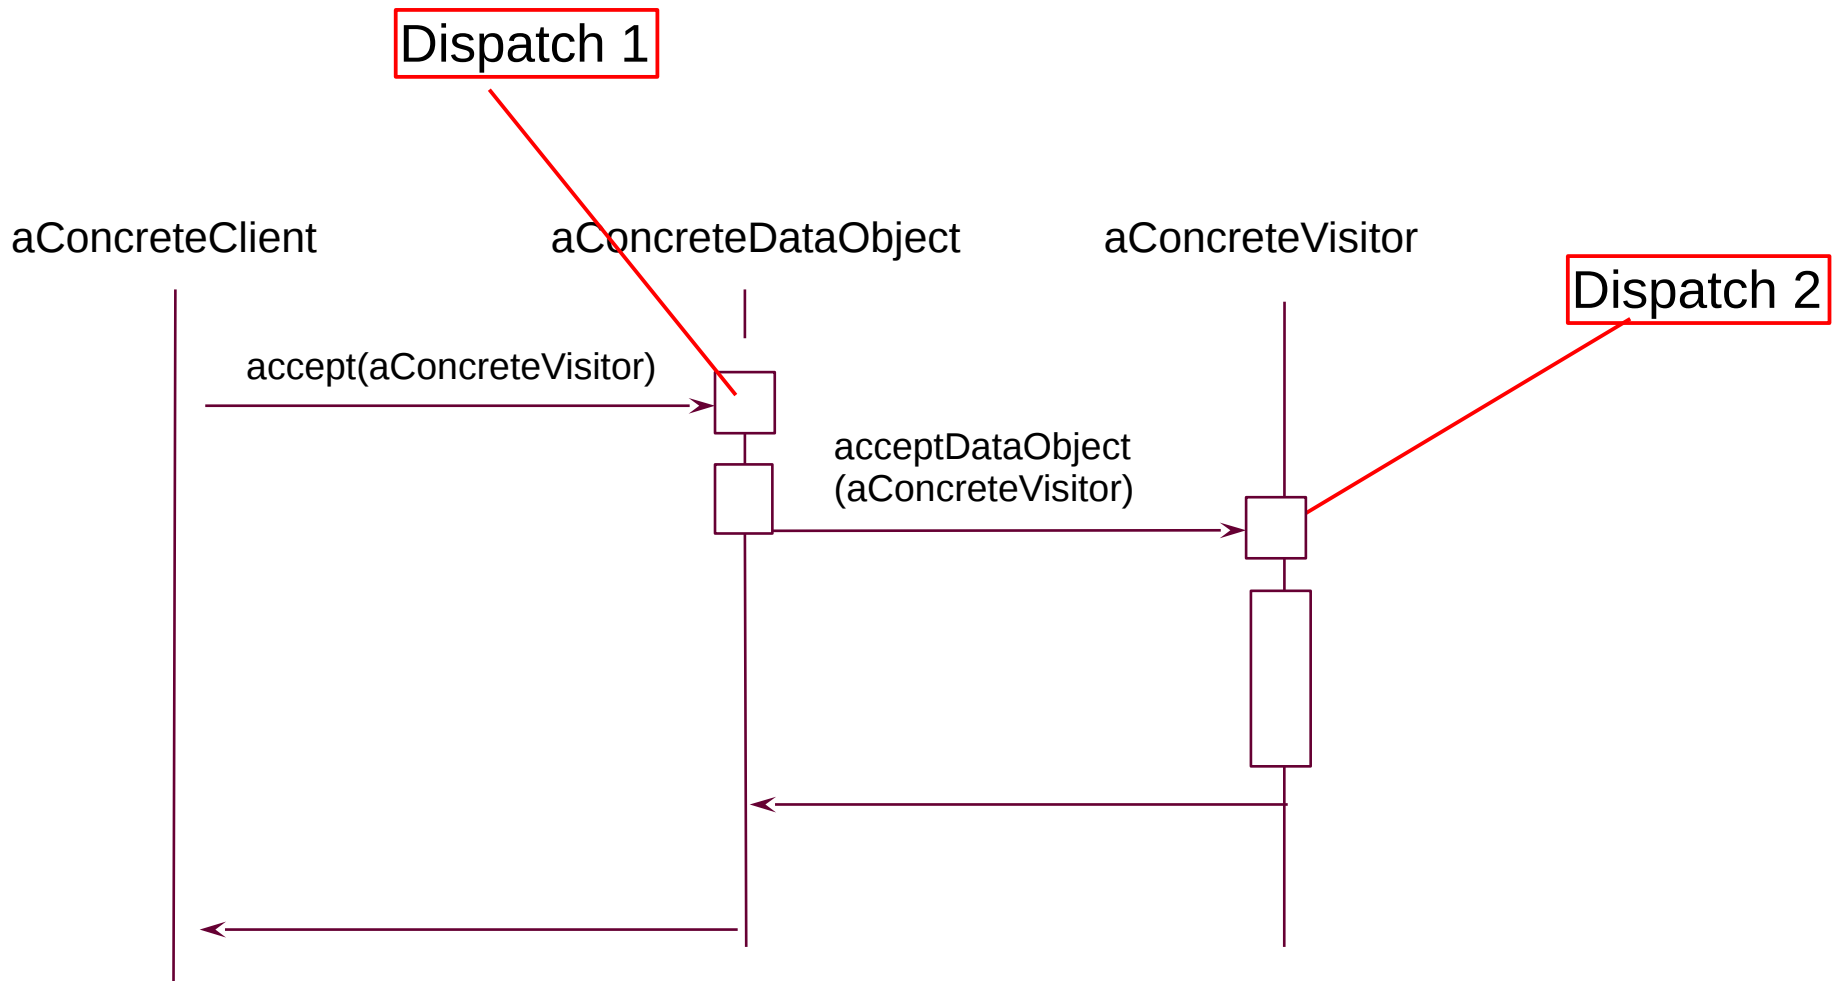 Dispatch 1
aConcreteClient
aConcreteDataObject
aConcreteVisitor
Dispatch 2
accept(aConcreteVisitor)
acceptDataObject
(aConcreteVisitor)